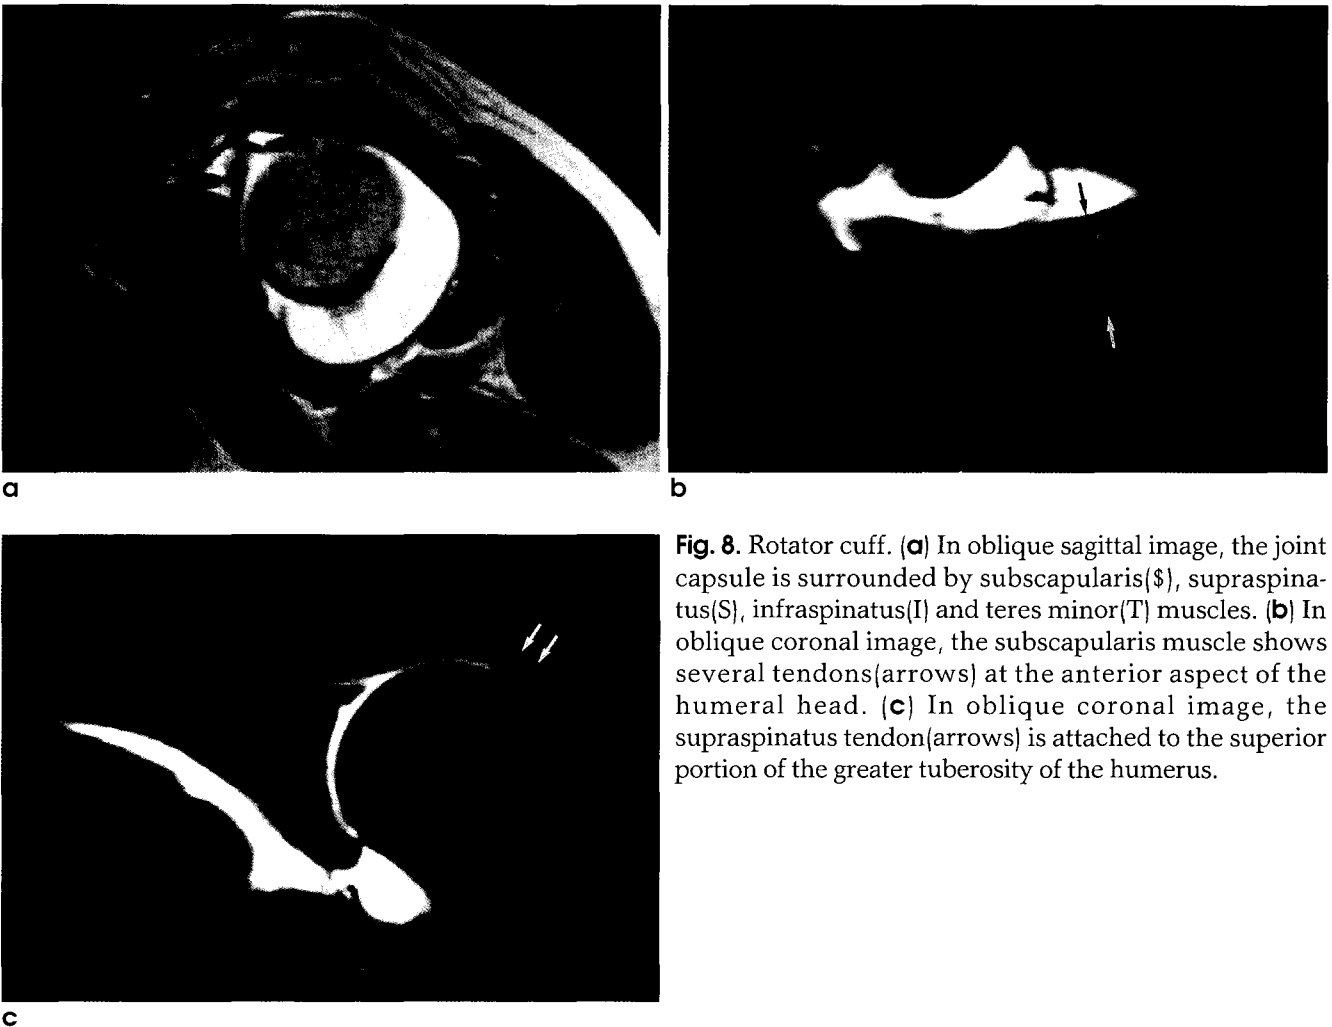 a
b
Fig. 8. Rotator cuff. (a) In oblique sagittal image, the joint
capsule is surrounded by subscapularis($), supraspina-
tus(S), infraspinatus(I) and teres minor(T) muscles. (b) In
oblique coronal image, the subscapularis muscle shows
several tendons(arrows) at the anterior aspect of the
humeral head. (c) In oblique coronal image, the
supraspinatus tendon(arrows) is attached to the superior
portion of the greater tuberosity of the humerus.
c